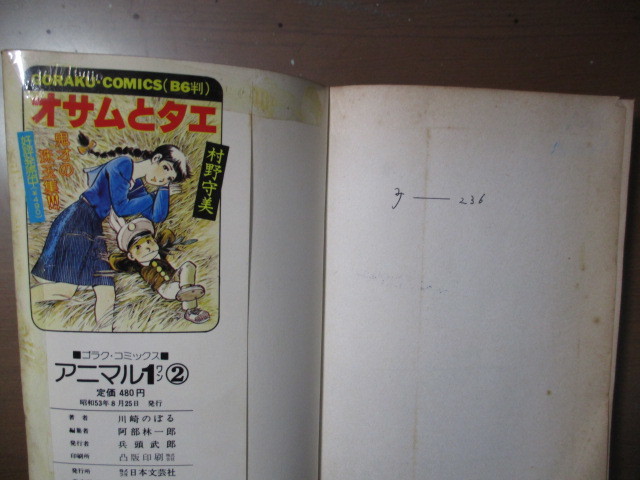 GORAKU COMICS(B6判)
オサムとタエ
村野守美
■ゴラク・コミックス■
アニマル1ワン②
定価 480円
昭和53年・8月25日 発行
著者 川崎のぼる
編集者 阿部林一郎
発行者 兵頭武郎
印刷所 凸版印刷
発行所 日本文芸社
236